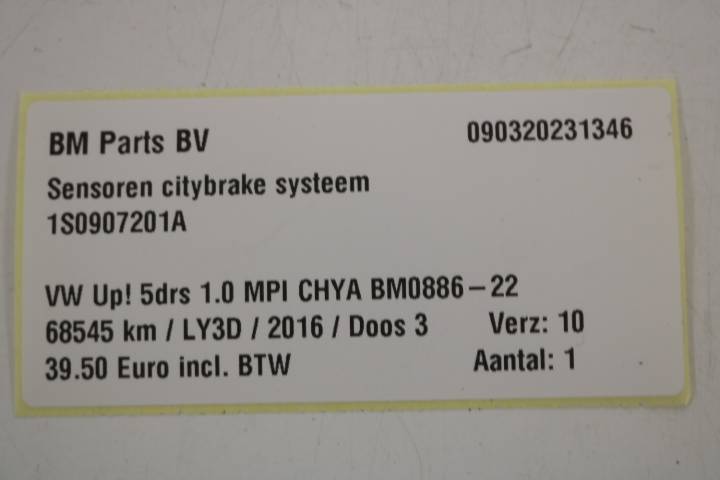 BM Parts BV 090320231346
Sensoren citybrake systeem
1S0907201A
VW Up! 5drs 1.0 MPI CHYA BM0886-22
68545 km / LY3D / 2016 / Doos 3 Verz: 10
39.50 Euro incl. BTW Aantal: 1